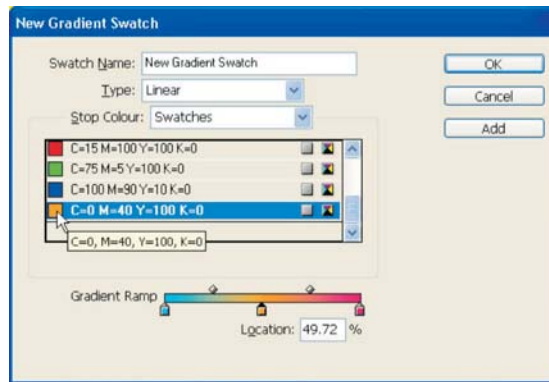 New Gradient Swatch
Swatch Name: New Gradient Swatch
OK
Type: Linear
Cancel
Stop Colour: Swatches
Add
C=15 M=100 Y=100 K=0
C=75 M=5 Y=100 K=0
C=100 M=90 Y=10 K=0
C=0 M=40 Y=100 K=0
C=0, M=40, Y=100, K=0
Gradient Ramp
Location: 49.72 %